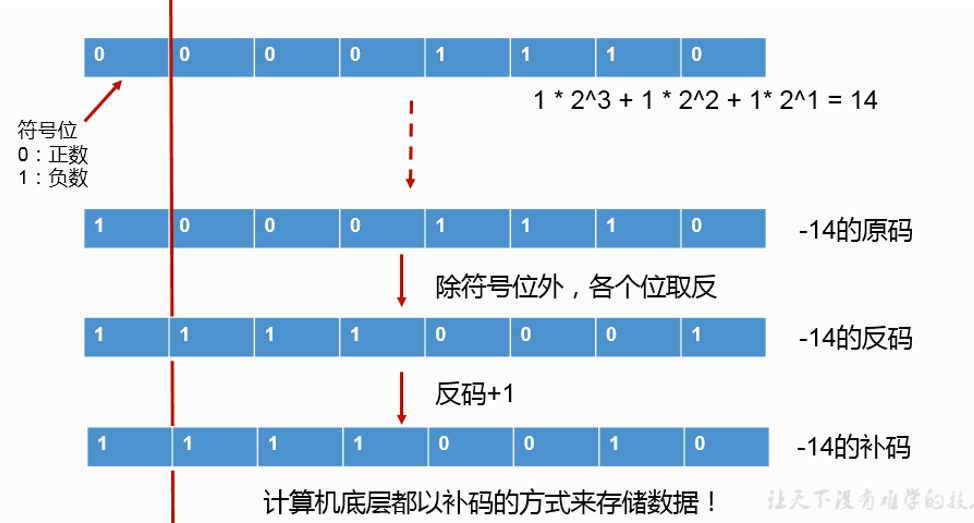 0 0 0 0 1 1 1 0
1 * 2^3 + 1 * 2^2 + 1* 2^1 = 14
符号位
0：正数
1：负数
1 0 0 0 1 1 1 0
-14的原码
除符号位外，各个位取反
1 1 1 1 0 0 0 1
-14的反码
反码+1
1 1 1 1 0 0 1 0
-14的补码
计算机底层都以补码的方式来存储数据！
让天下没有难学的技